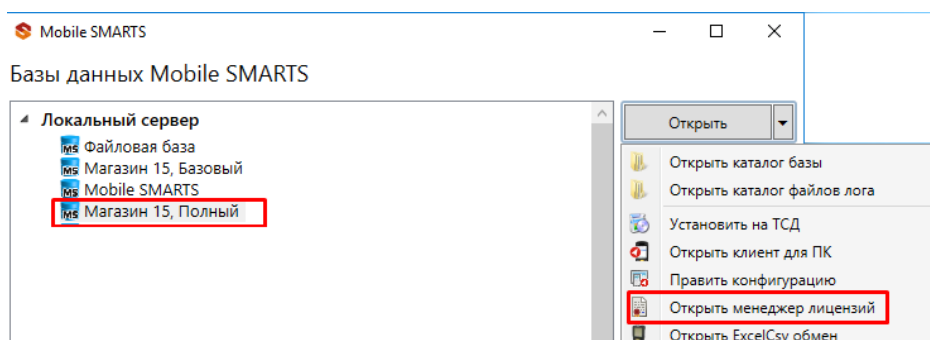 Mobile SMARTS
Базы данных Mobile SMARTS
Локальный сервер
Файловая база
Магазин 15, Базовый
Mobile SMARTS
Магазин 15, Полный
Открыть
Открыть каталог базы
Открыть каталог файлов лога
Установить на ТСД
Открыть клиент для ПК
Править конфигурацию
Открыть менеджер лицензий
Открыть ExcelCsv обмен